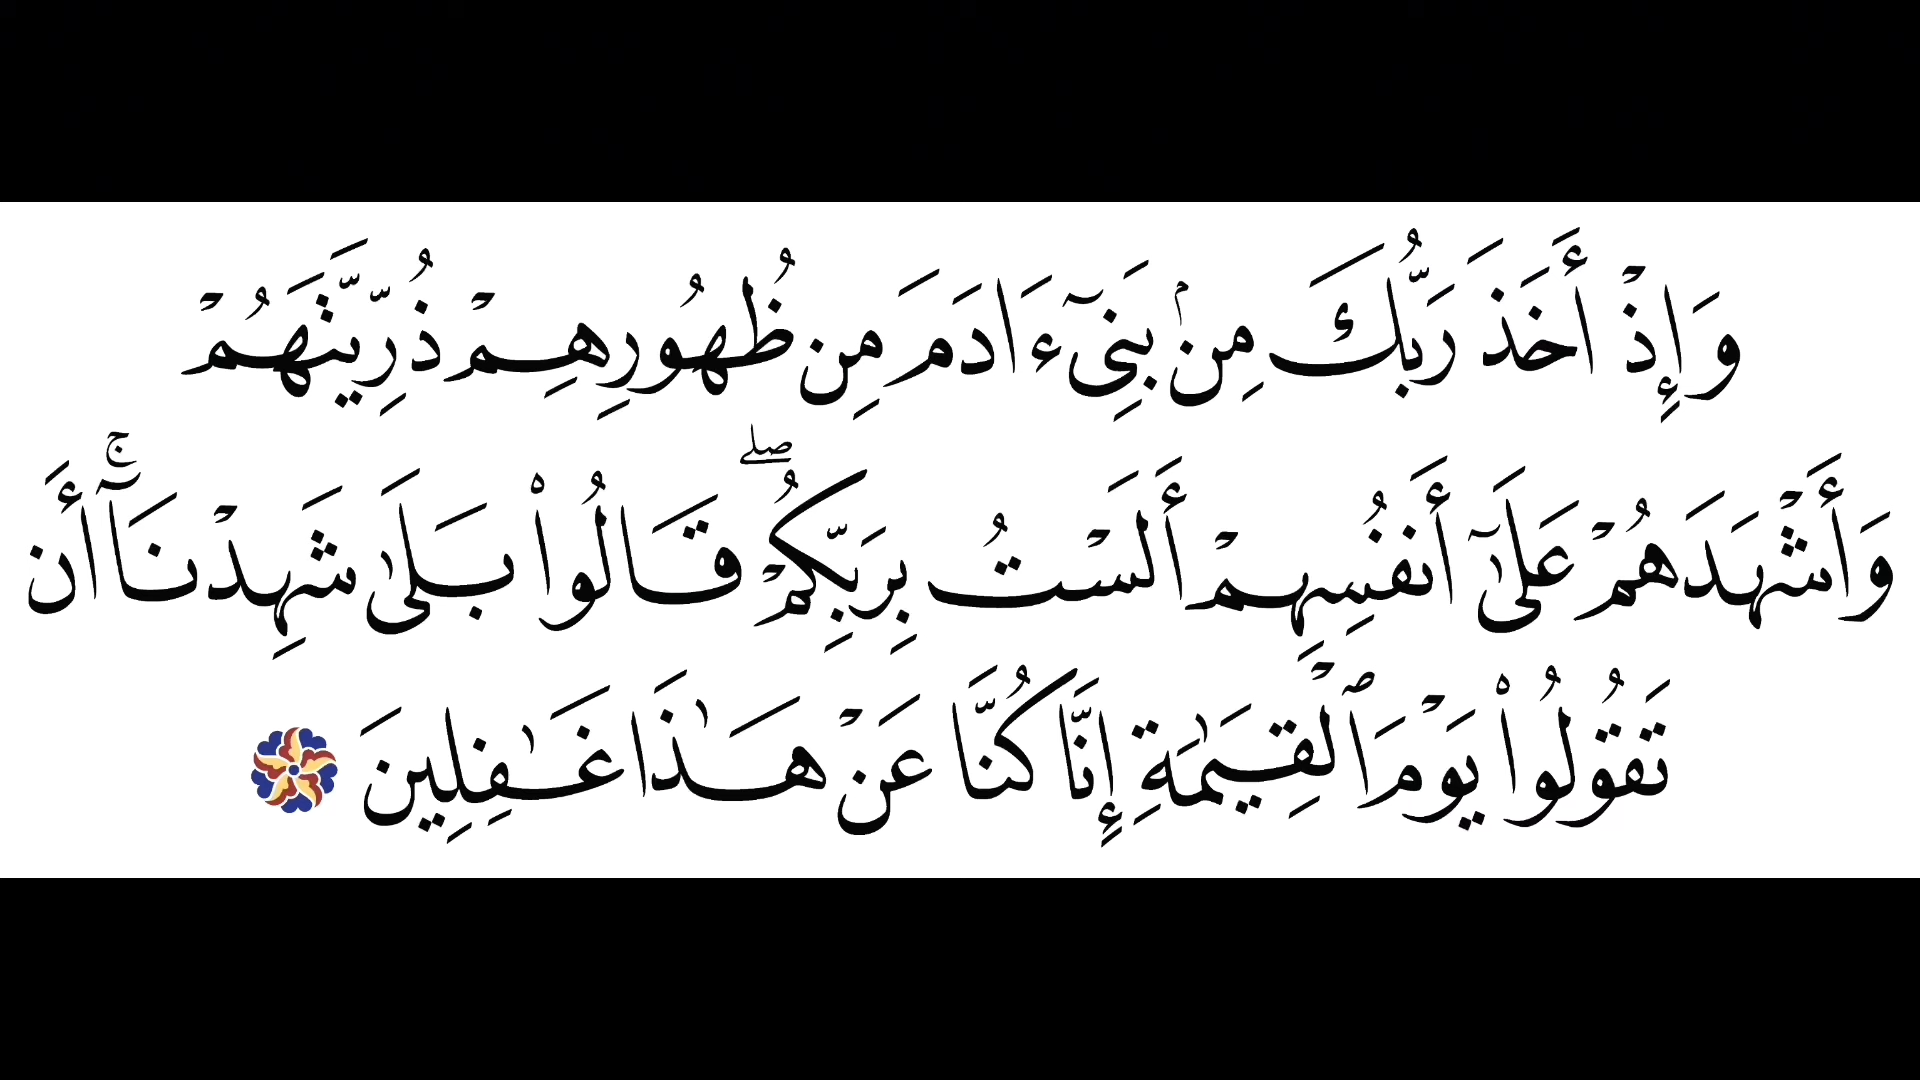 وَإِذْ أَخَذَ رَبُّكَ مِنۢ بَنِىٓ ءَادَمَ مِن ظُهُورِهِمْ ذُرِّيَّتَهُمْ
وَأَشْهَدَهُمْ عَلَىٰٓ أَنفُسِهِمْ أَلَسْتُ بِرَبِّكُمْ ۖ قَالُوا۟ بَلَىٰ شَهِدْنَآ ۚ أَن
تَقُولُوا۟ يَوْمَ ٱلْقِيَـٰمَةِ إِنَّا كُنَّا عَنْ هَـٰذَا غَـٰفِلِينَ